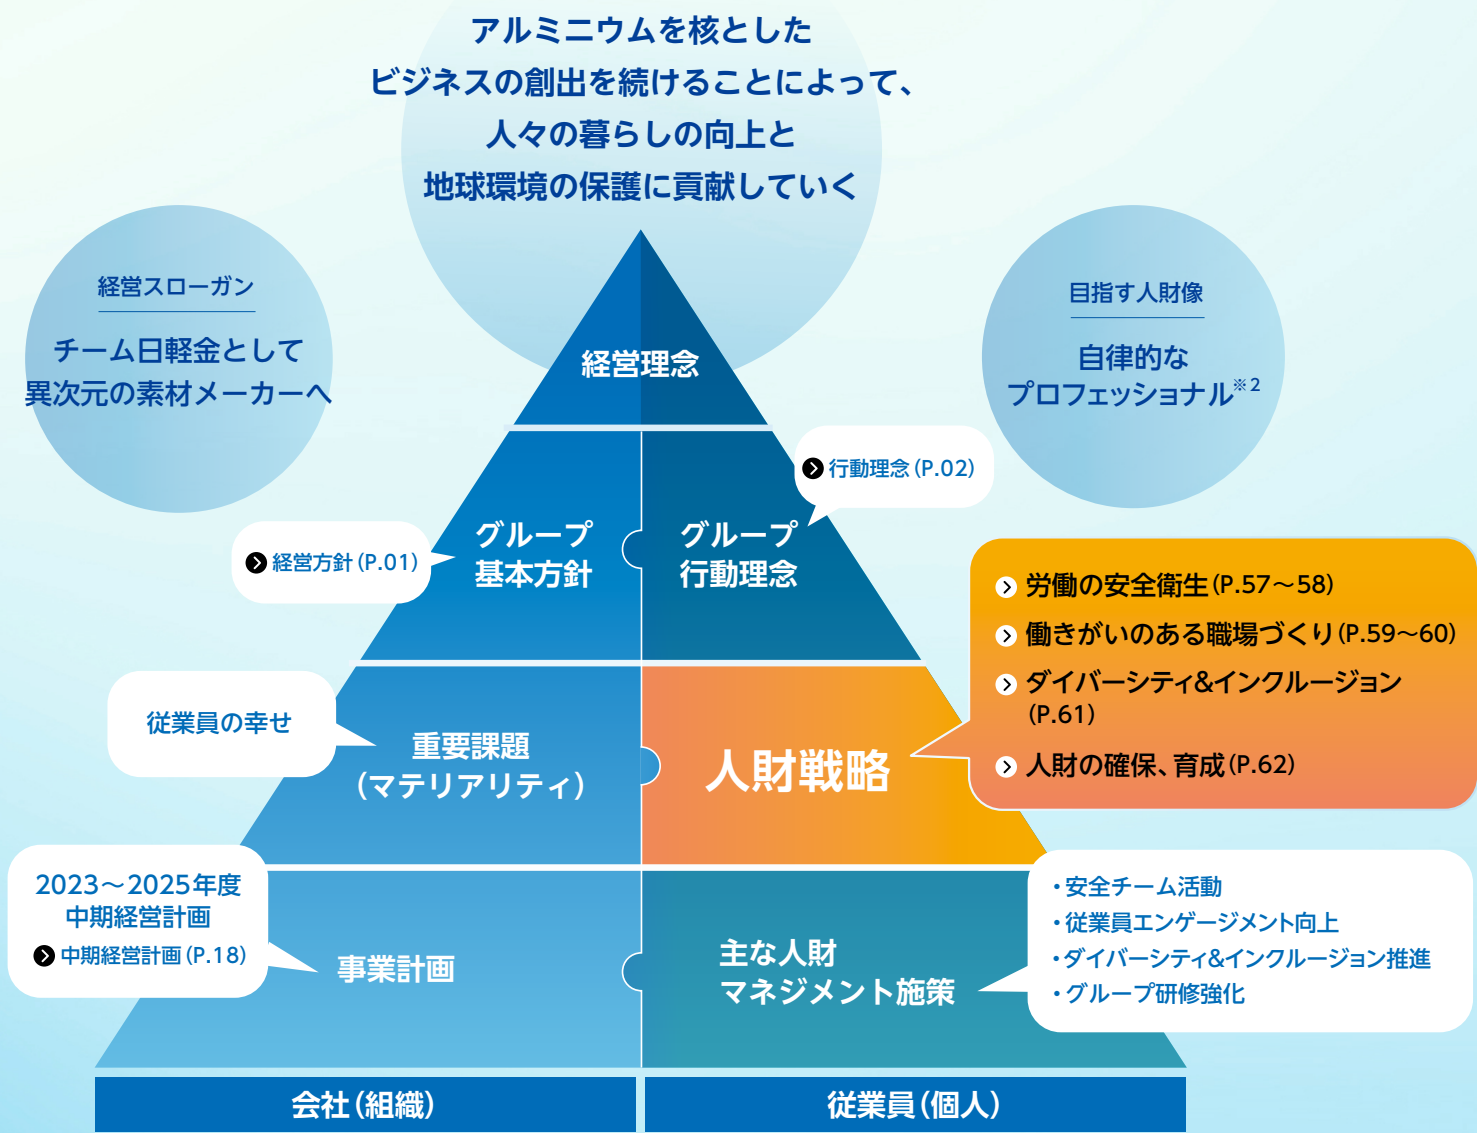 アルミニウムを核とした
ビジネスの創出を続けることによって、
人々の暮らしの向上と
地球環境の保護に貢献していく
経営スローガン
チーム日軽金として
異次元の素材メーカーへ
目指す人財像
自律的な
プロフェッショナル※2
経営理念
行動理念(P.02)
グループ
基本方針
グループ
行動理念
経営方針(P.01)
労働の安全衛生(P.57～58)
働きがいのある職場づくり(P.59～60)
ダイバーシティ&インクルージョン
(P.61)
人財の確保、育成(P.62)
従業員の幸せ
重要課題
(マテリアリティ)
人財戦略
2023～2025年度
中期経営計画
中期経営計画(P.18)
事業計画
主な人財
マネジメント施策
・安全チーム活動
・従業員エンゲージメント向上
・ダイバーシティ&インクルージョン推進
・グループ研修強化
会社(組織)
従業員(個人)